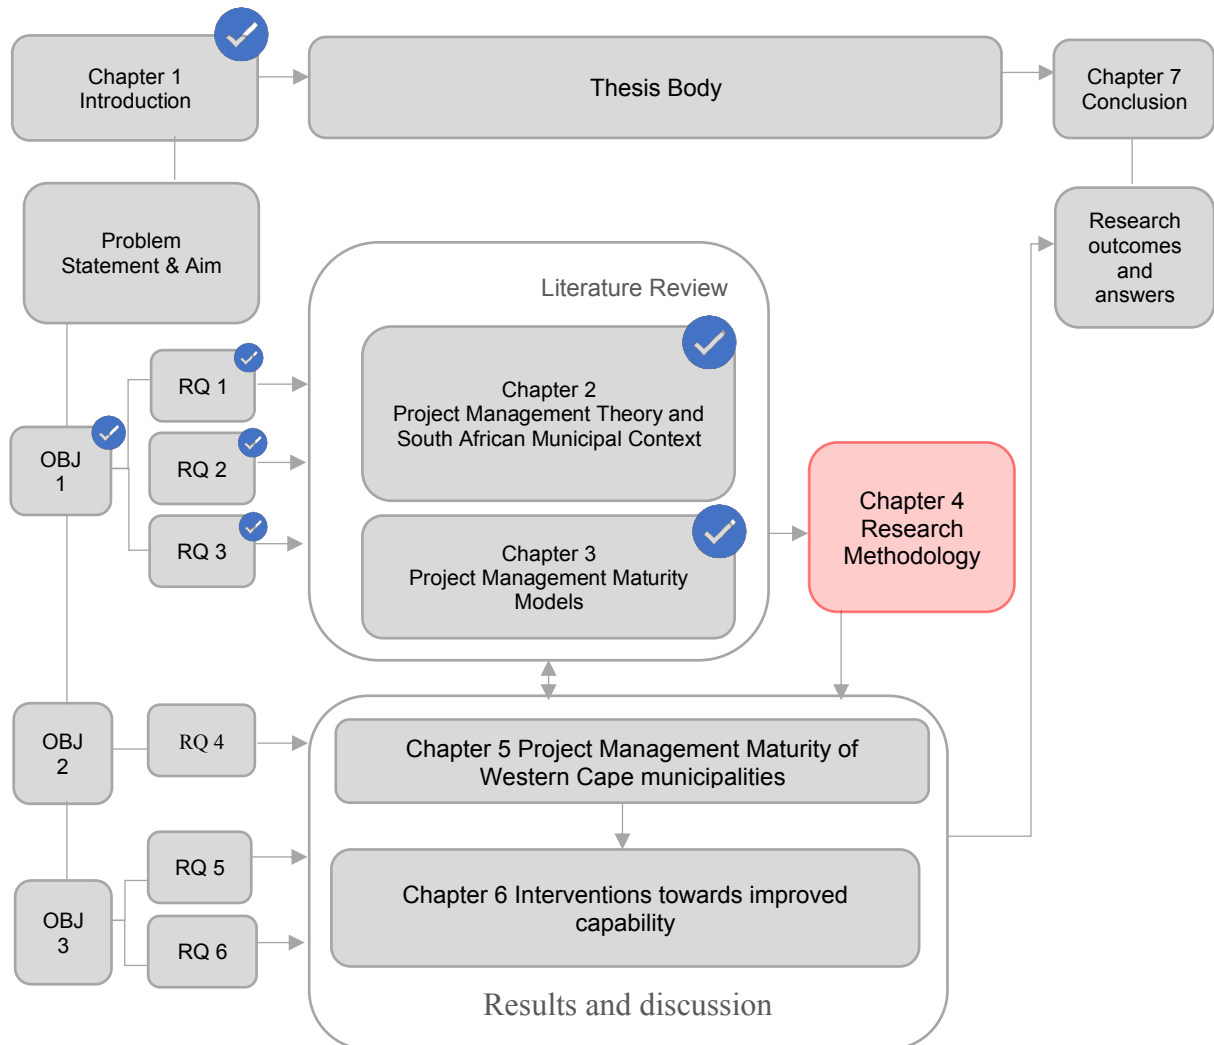 Chapter 1
Introduction
Thesis Body
Chapter 7
Conclusion
Problem
Statement & Aim
Research
outcomes
and
answers
Literature Review
RQ 1
Chapter 2
Project Management Theory and
South African Municipal Context
OBJ
1
RQ 2
RQ 3
Chapter 3
Project Management Maturity
Models
Chapter 4
Research
Methodology
OBJ
2
RQ 4
Chapter 5 Project Management Maturity of
Western Cape municipalities
RQ 5
OBJ
3
RQ 6
Chapter 6 Interventions towards improved
capability
Results and discussion